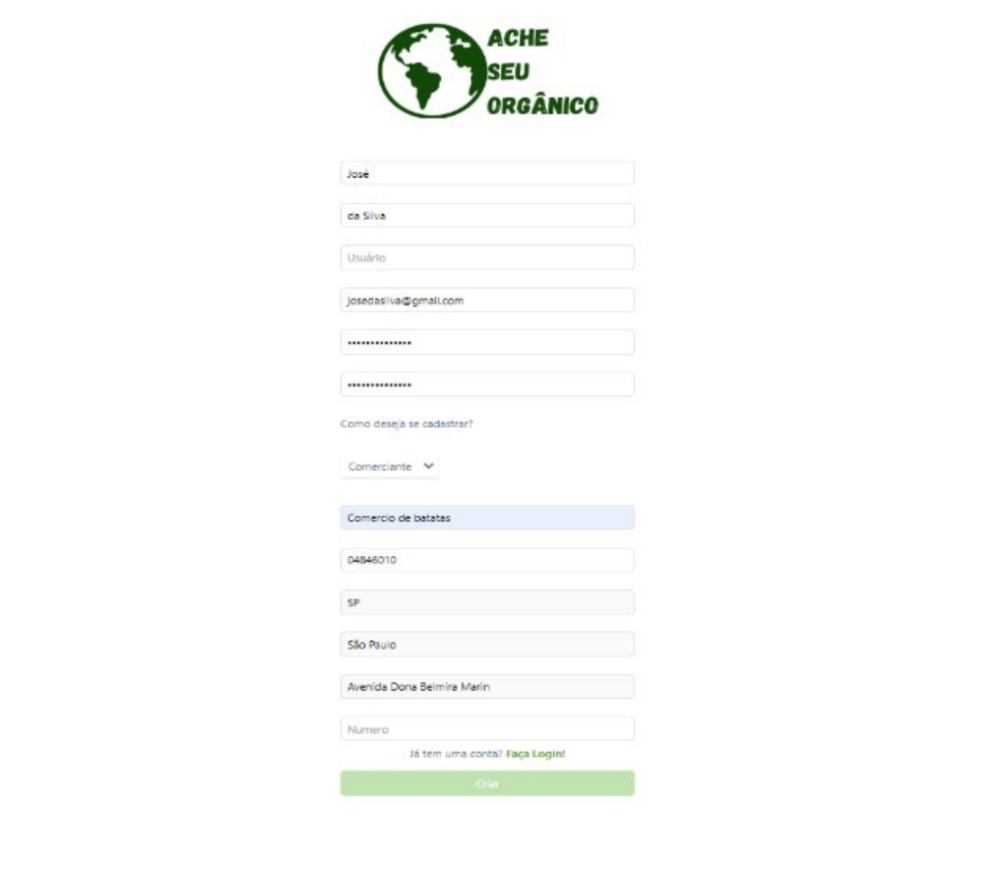 ACHE
SEU
ORGÂNICO
José
da Silva
Usuário
josedasilva@gmail.com
••••••••••••••
••••••••••••••
Como deseja se cadastrar?
Comerciante
Comercio de batatas
04846010
SP
São Paulo
Avenida Dona Belmira Marin
Numero
Já tem uma conta? Faça Login!
Criar